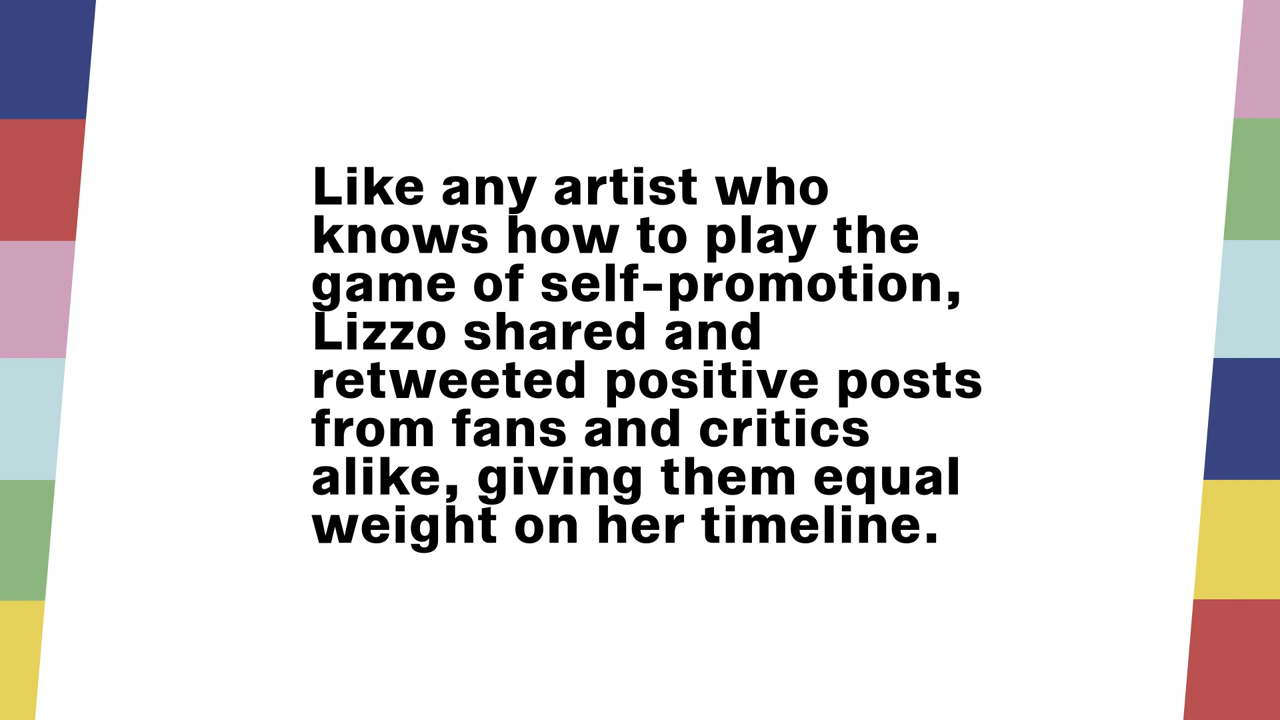 Like any artist who
knows how to play the
game of self-promotion,
Lizzo shared and
retweeted positive posts
from fans and critics
alike, giving them equal
weight on her timeline.